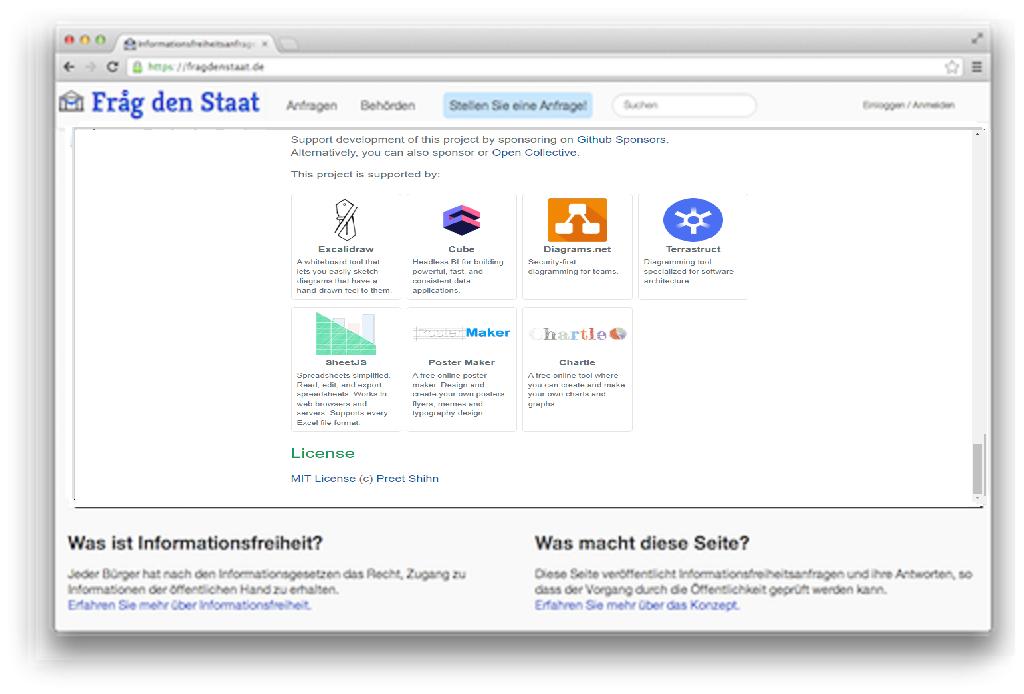 Informationsfreiheitsanfrag
https://fragdenstaat.de
Fråg den Staat
Anfragen
Behörden
Stellen Sie eine Anfrage!
Suchen
Einloggen / Anmelden
Support development of this project by sponsoring on Github Sponsors.
Alternatively, you can also sponsor or Open Collective.
This project is supported by:
Excalidraw
A whiteboard tool that
lets you easily sketch
diagrams that have a
hand-drawn feel to them.
Cube
Headless BI for building
powerful, fast, and
consistent data
applications.
Diagrams.net
Security-first
diagramming for teams.
Terrastruct
Diagramming tool
specialized for software
architecture
SheetJS
Spreadsheets simplified.
Read, edit, and export
spreadsheets. Works in
web browsers and
servers. Supports every
Excel file format.
Poster Maker
Poster Maker
A free online poster
maker. Design and
create your own posters
flyers, memes and
typography design
Chartle
Chartle
A free online tool where
you can create and make
your own charts and
graphs.
License
MIT License (c) Preet Shihn
Was ist Informationsfreiheit?
Jeder Bürger hat nach den Informationsgesetzen das Recht, Zugang zu
Informationen der öffentlichen Hand zu erhalten.
Erfahren Sie mehr über Informationsfreiheit.
Was macht diese Seite?
Diese Seite veröffentlicht Informationsfreiheitsanfragen und ihre Antworten, so
dass der Vorgang durch die Öffentlichkeit geprüft werden kann.
Erfahren Sie mehr über das Konzept.